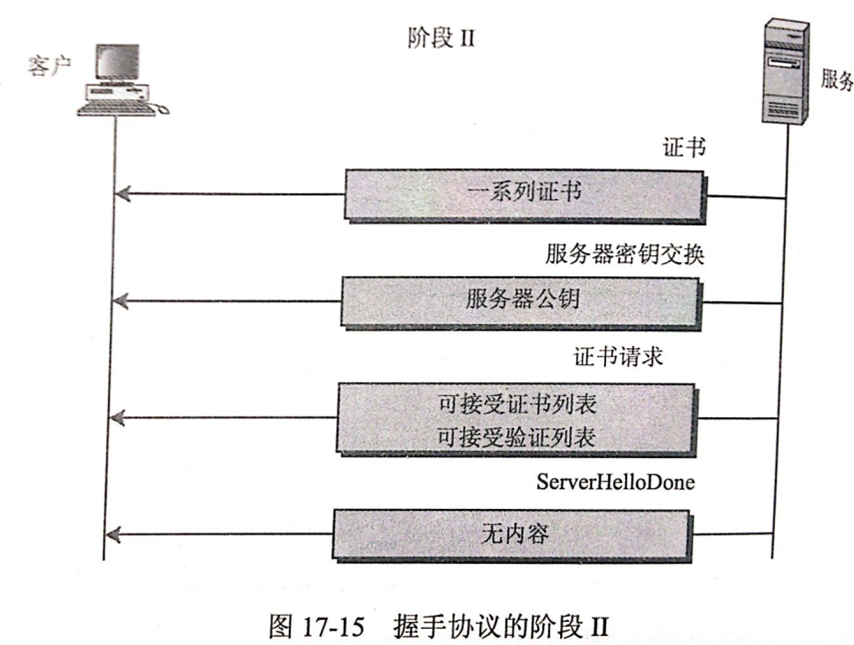 阶段 II
客户
服务
证书
一系列证书
服务器密钥交换
服务器公钥
证书请求
可接受证书列表
可接受验证列表
ServerHelloDone
无内容
图 17-15 握手协议的阶段 II